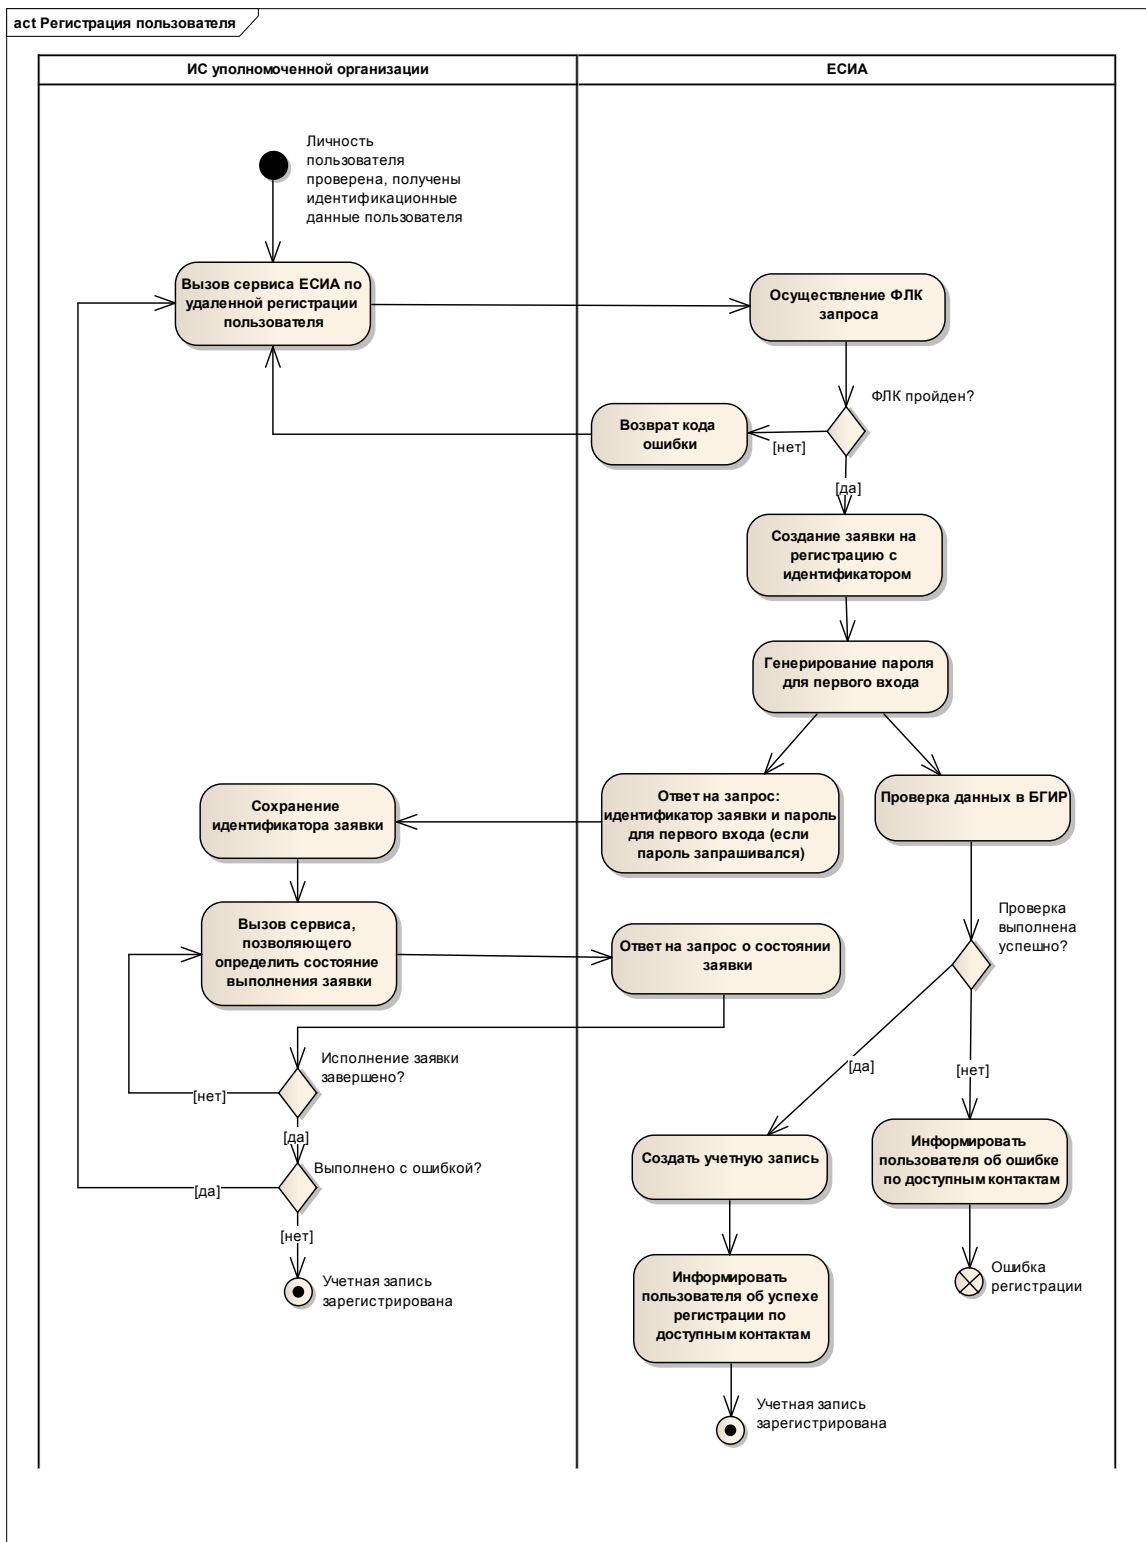 act Регистрация пользователя
ИС уполномоченной организации
ЕСИА
Личность
пользователя
проверена, получены
идентификационные
данные пользователя
Вызов сервиса ЕСИА по
удаленной регистрации
пользователя
Осуществление ФЛК
запроса
ФЛК пройден?
Возврат кода
ошибки
[нет]
[да]
Создание заявки на
регистрацию с
идентификатором
Генерирование пароля
для первого входа
Ответ на запрос:
идентификатор заявки и пароль
для первого входа (если
пароль запрашивался)
Проверка данных в БГИР
Сохранение
идентификатора заявки
Вызов сервиса,
позволяющего
определить состояние
выполнения заявки
Ответ на запрос о состоянии
заявки
Проверка
выполнена
успешно?
Исполнение заявки
завершено?
[нет]
[да]
[да]
[нет]
Выполнено с ошибкой?
[да]
[нет]
Создать учетную запись
Информировать
пользователя об ошибке
по доступным контактам
Учетная запись
зарегистрирована
Информировать
пользователя об успехе
регистрации по
доступным контактам
Ошибка
регистрации
Учетная запись
зарегистрирована